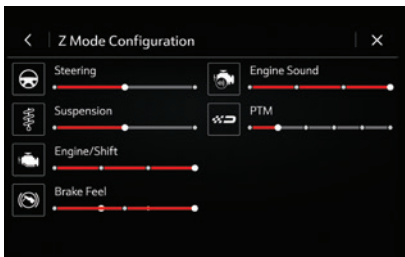 Z Mode Configuration
Steering
Engine Sound
Suspension
PTM
Engine/Shift
Brake Feel